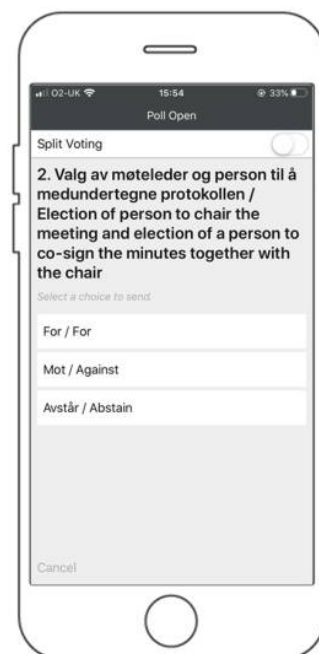 O2-UK 15:54 33%
Poll Open
Split Voting
2. Valg av møteleder og person til å
medundertegne protokollen /
Election of person to chair the
meeting and election of a person to
co-sign the minutes together with
the chair
Select a choice to send.
For / For
Mot / Against
Avstår / Abstain
Cancel